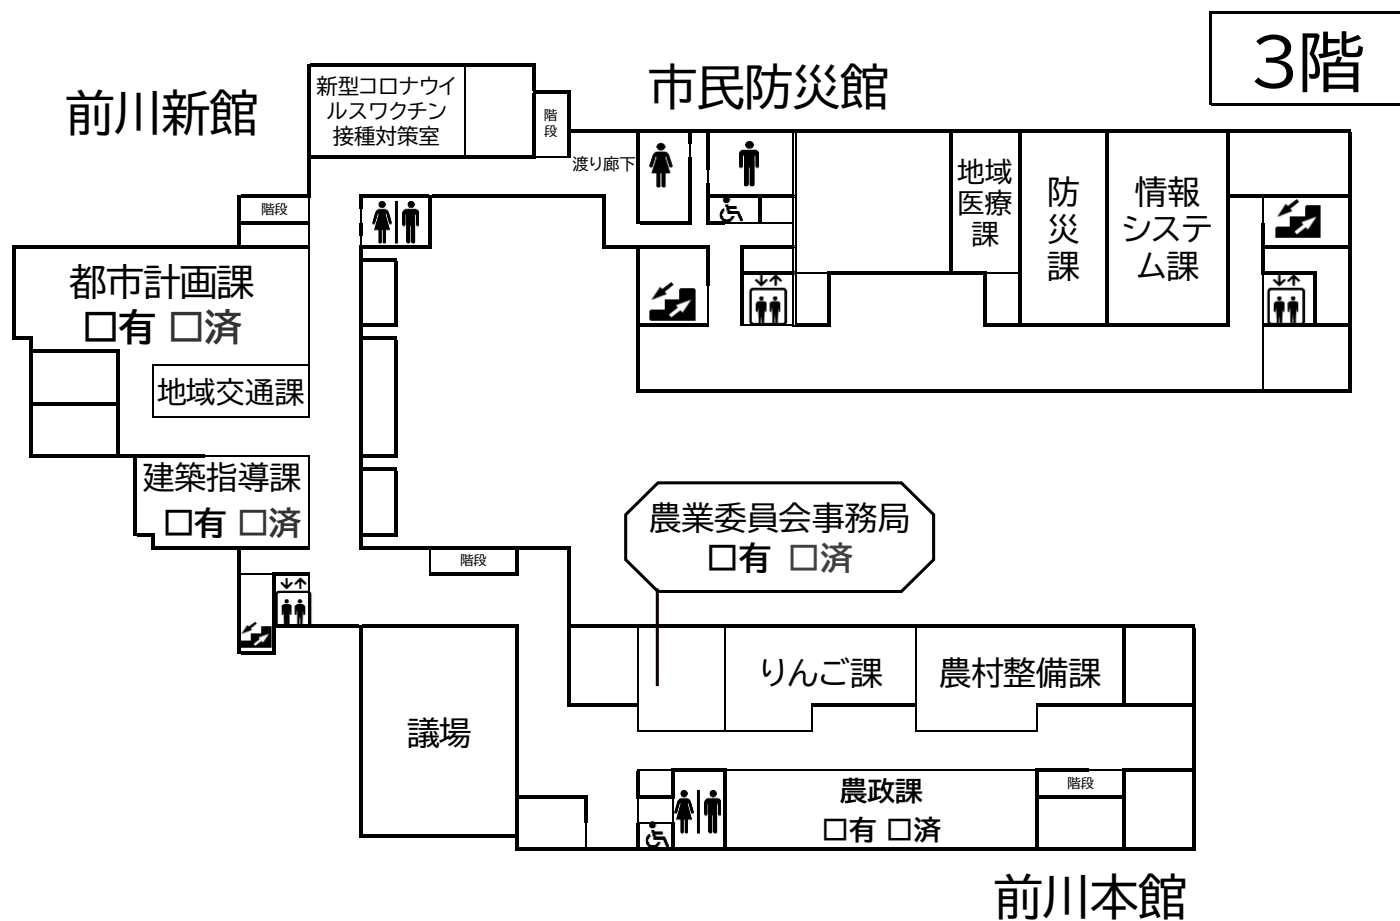 3階
前川新館
市民防災館
新型コロナウイ
ルスワクチン
接種対策室
階
段
渡り廊下
地域
医療
課
防
災
課
情報
システ
ム課
階段
都市計画課
□有 □済
地域交通課
建築指導課
□有 □済
農業委員会事務局
□有 □済
階段
りんご課
農村整備課
議場
農政課
□有 □済
階段
前川本館